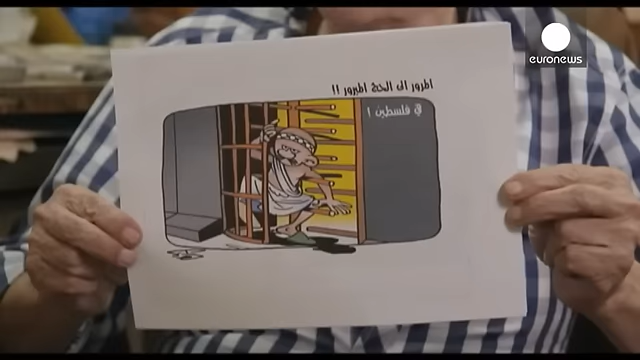 euronews
المرور الى الحج المبرور !!
في فلسطين !